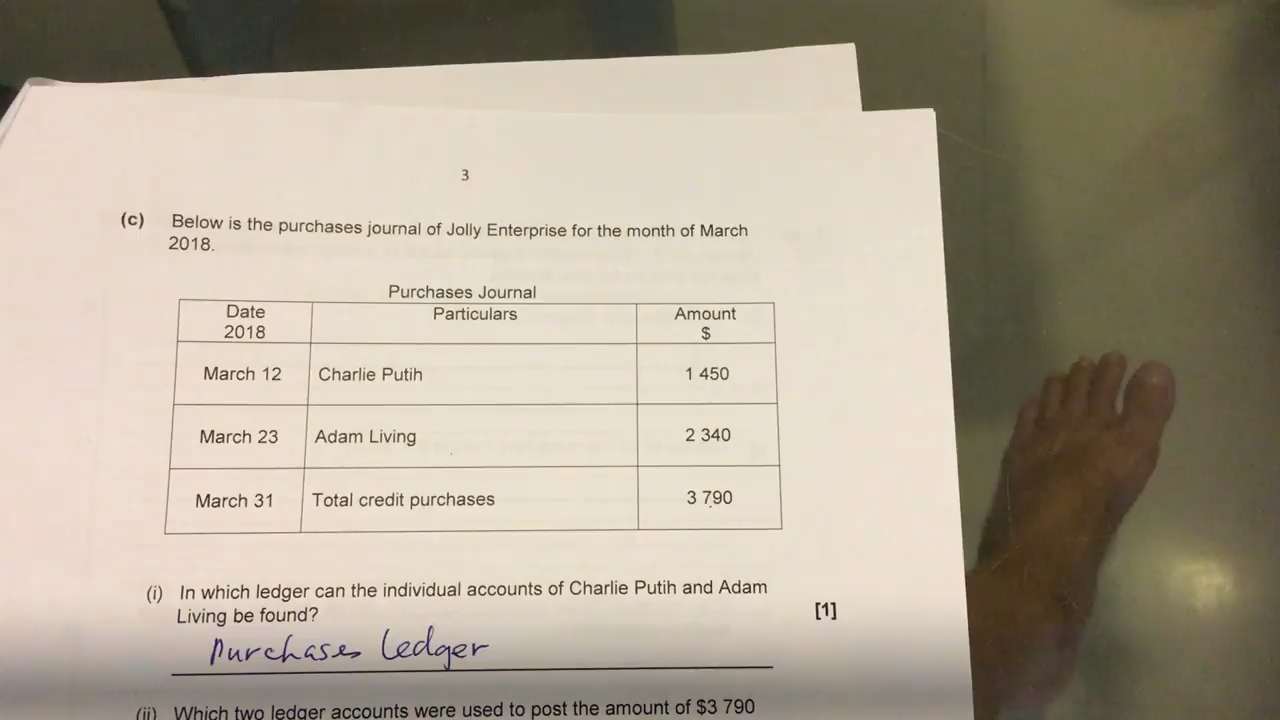 3
(c) Below is the purchases journal of Jolly Enterprise for the month of March
2018.
Purchases Journal
Date Particulars Amount
2018 $
March 12 Charlie Putih 1 450
March 23 Adam Living 2 340
March 31 Total credit purchases 3 790
(i) In which ledger can the individual accounts of Charlie Putih and Adam
Living be found? [1]
Purchases Ledger
(ii) Which two ledger accounts were used to post the amount of $3 790